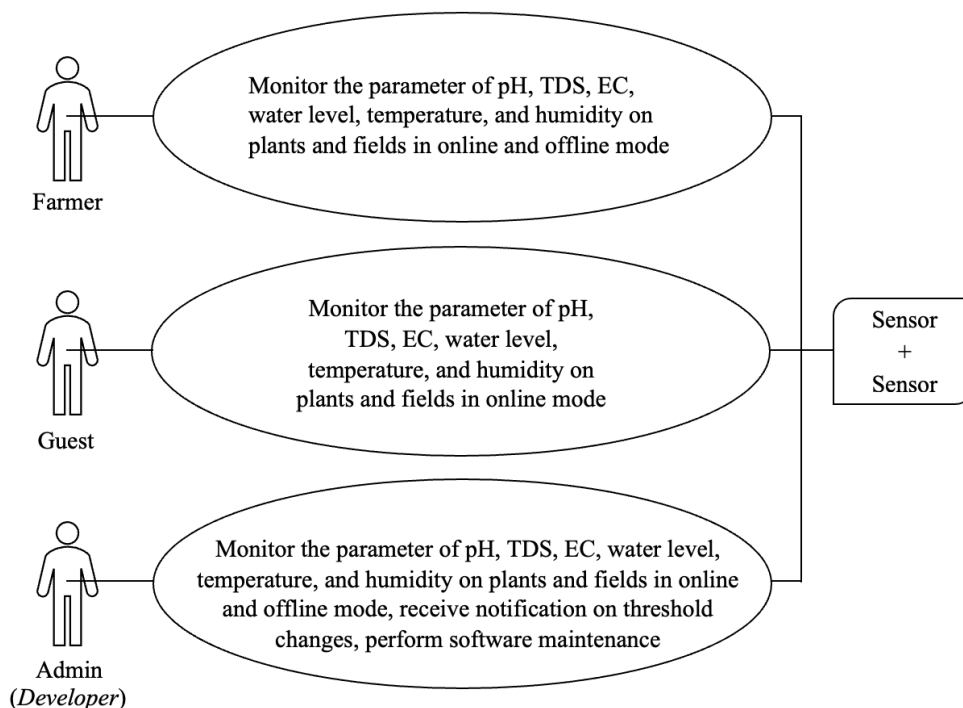 Monitor the parameter of pH, TDS, EC,
water level, temperature, and humidity on
plants and fields in online and offline mode
Farmer
Monitor the parameter of pH,
TDS, EC, water level,
temperature, and humidity on
plants and fields in online mode
Guest
Sensor
+
Sensor
Monitor the parameter of pH, TDS, EC, water level,
temperature, and humidity on plants and fields in online
and offline mode, receive notification on threshold
changes, perform software maintenance
Admin
(Developer)